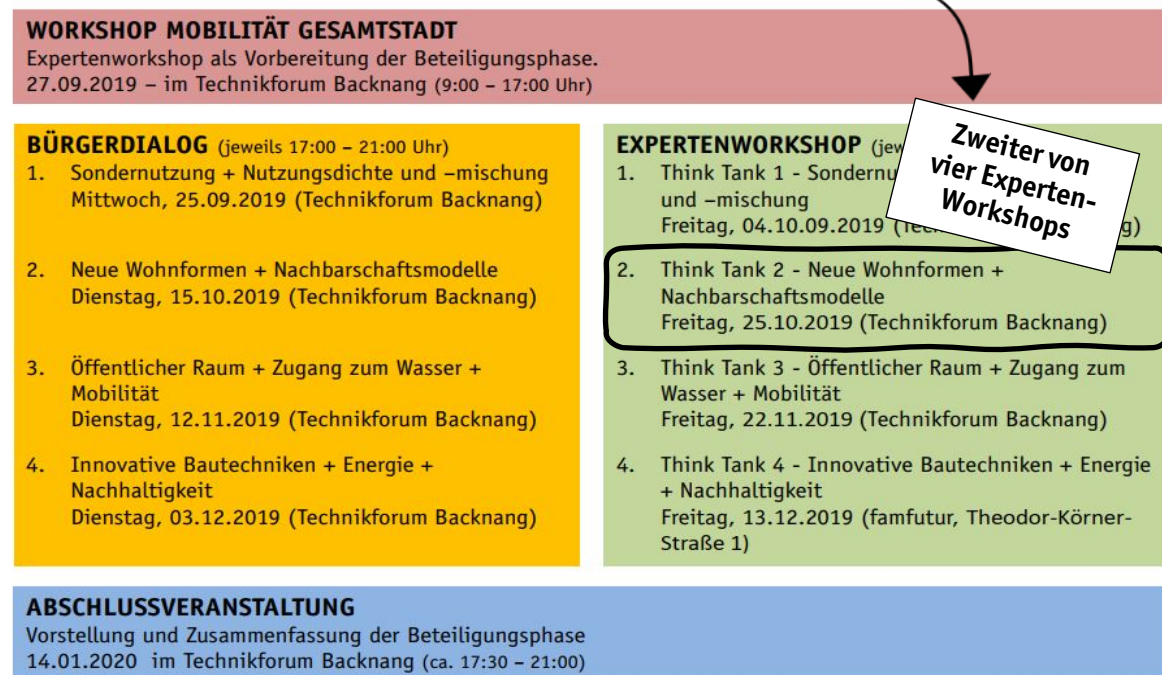 WORKSHOP MOBILITÄT GESAMTSTADT
Expertenworkshop als Vorbereitung der Beteiligungsphase.
27.09.2019 – im Technikforum Backnang (9:00 – 17:00 Uhr)
BÜRGERDIALOG (jeweils 17:00 – 21:00 Uhr)
1. Sondernutzung + Nutzungsdichte und –mischung
Mittwoch, 25.09.2019 (Technikforum Backnang)
2. Neue Wohnformen + Nachbarschaftsmodelle
Dienstag, 15.10.2019 (Technikforum Backnang)
3. Öffentlicher Raum + Zugang zum Wasser +
Mobilität
Dienstag, 12.11.2019 (Technikforum Backnang)
4. Innovative Bautechniken + Energie +
Nachhaltigkeit
Dienstag, 03.12.2019 (Technikforum Backnang)
EXPERTENWORKSHOP
1. Think Tank 1 -
und –mischung
Freitag, 04.10.09.2019
2. Think Tank 2 - Neue Wohnformen +
Nachbarschaftsmodelle
Freitag, 25.10.2019 (Technikforum Backnang)
3. Think Tank 3 - Öffentlicher Raum + Zugang zum
Wasser + Mobilität
Freitag, 22.11.2019 (Technikforum Backnang)
4. Think Tank 4 - Innovative Bautechniken + Energie
+ Nachhaltigkeit
Freitag, 13.12.2019 (famfutur, Theodor-Körner-
Straße 1)
Zweiter von
vier Experten-
Workshops
ABSCHLUSSVERANSTALTUNG
Vorstellung und Zusammenfassung der Beteiligungsphase
14.01.2020 im Technikforum Backnang (ca. 17:30 – 21:00)